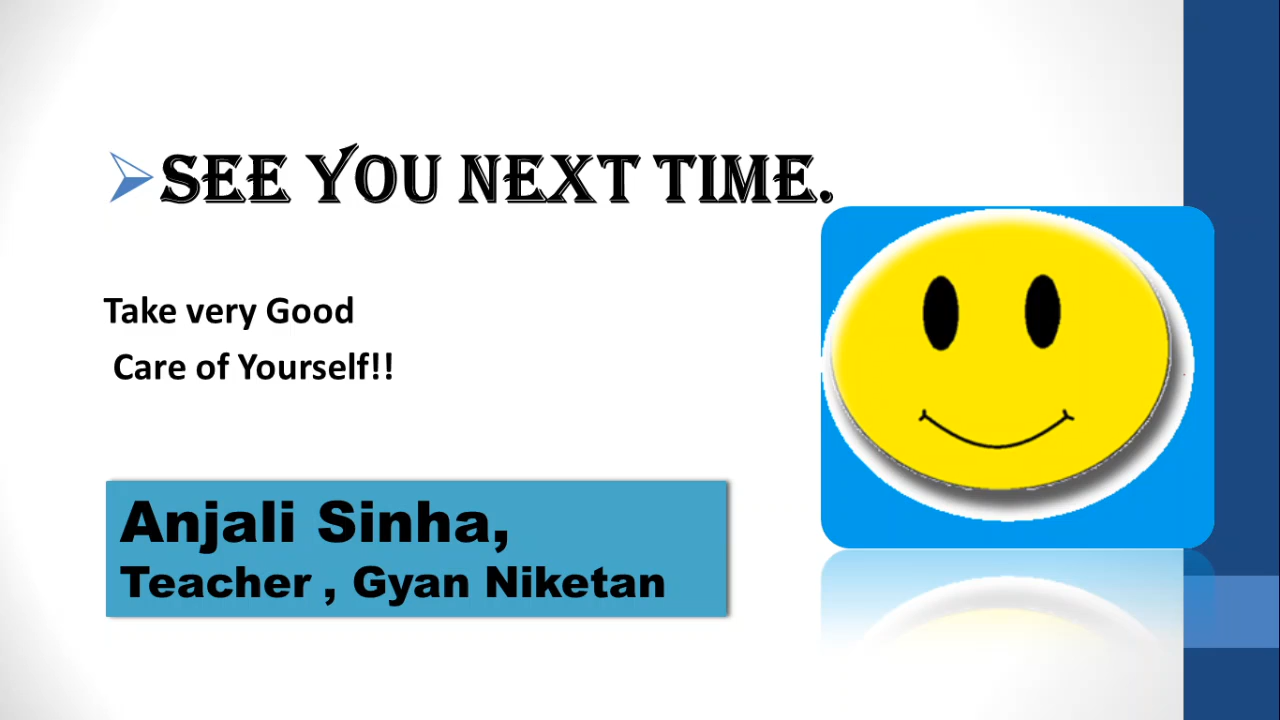 SEE YOU NEXT TIME.
Take very Good
Care of Yourself!!
Anjali Sinha,
Teacher , Gyan Niketan